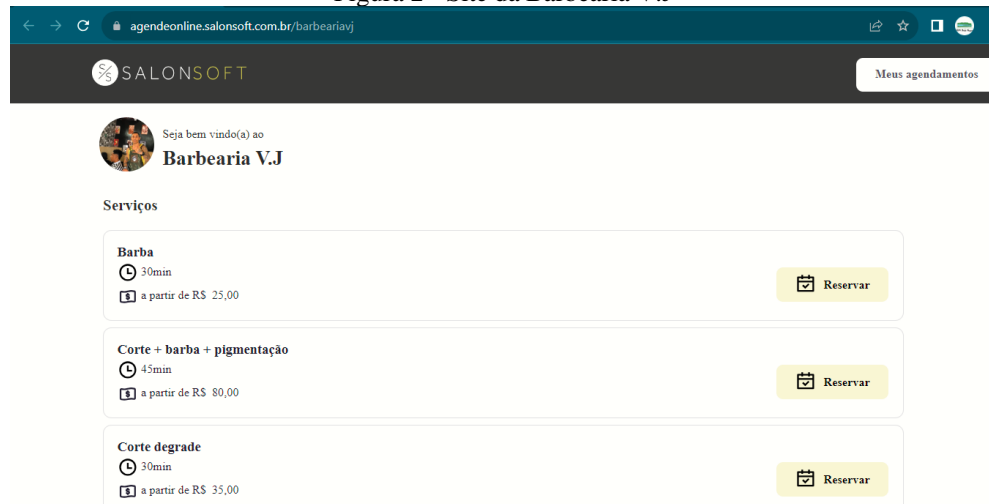 agendeonline.salonsoft.com.br/barbeariavj
S/S SALONSOFT
Meus agendamentos
Seja bem vindo(a) ao
Barbearia V.J
Serviços
Barba
30min
a partir de R$ 25,00
Reservar
Corte + barba + pigmentação
45min
a partir de R$ 80,00
Reservar
Corte degrade
30min
a partir de R$ 35,00
Reservar